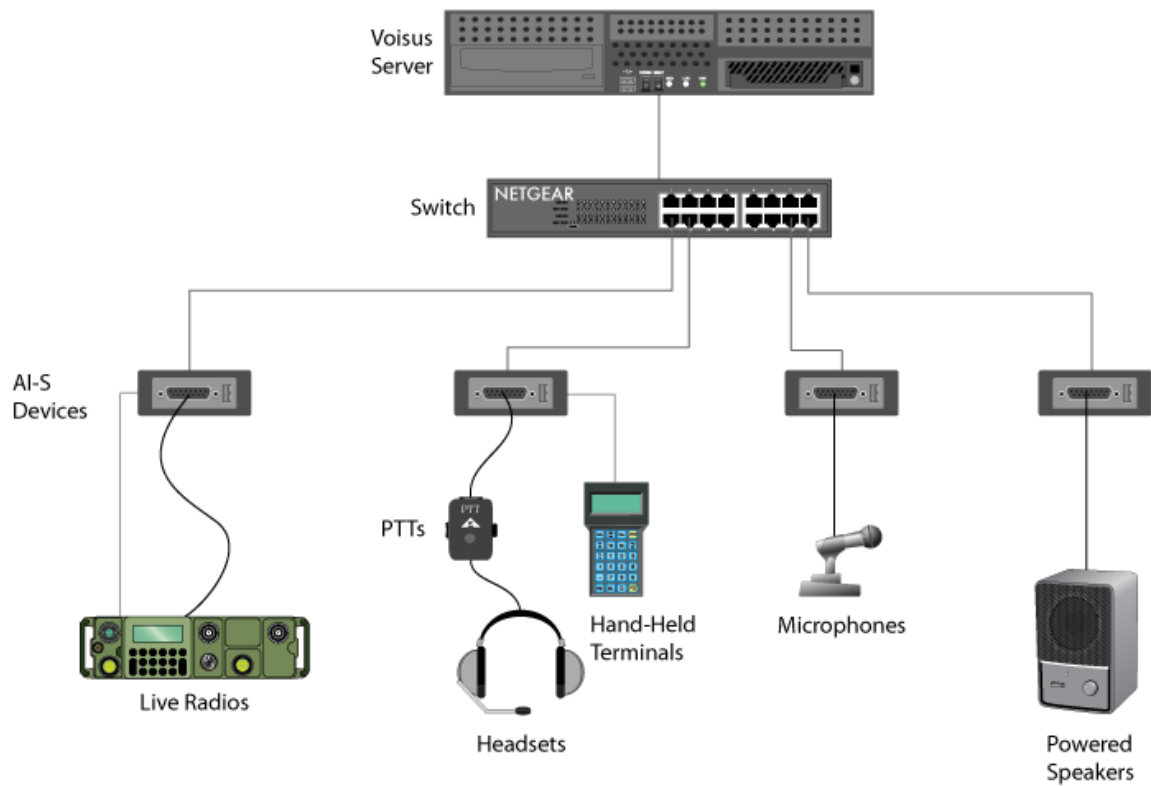 Voisus
Server
NETGEAR
Switch
AI-S
Devices
PTT
PTTs
Hand-Held
Terminals
Microphones
Live Radios
Headsets
Powered
Speakers